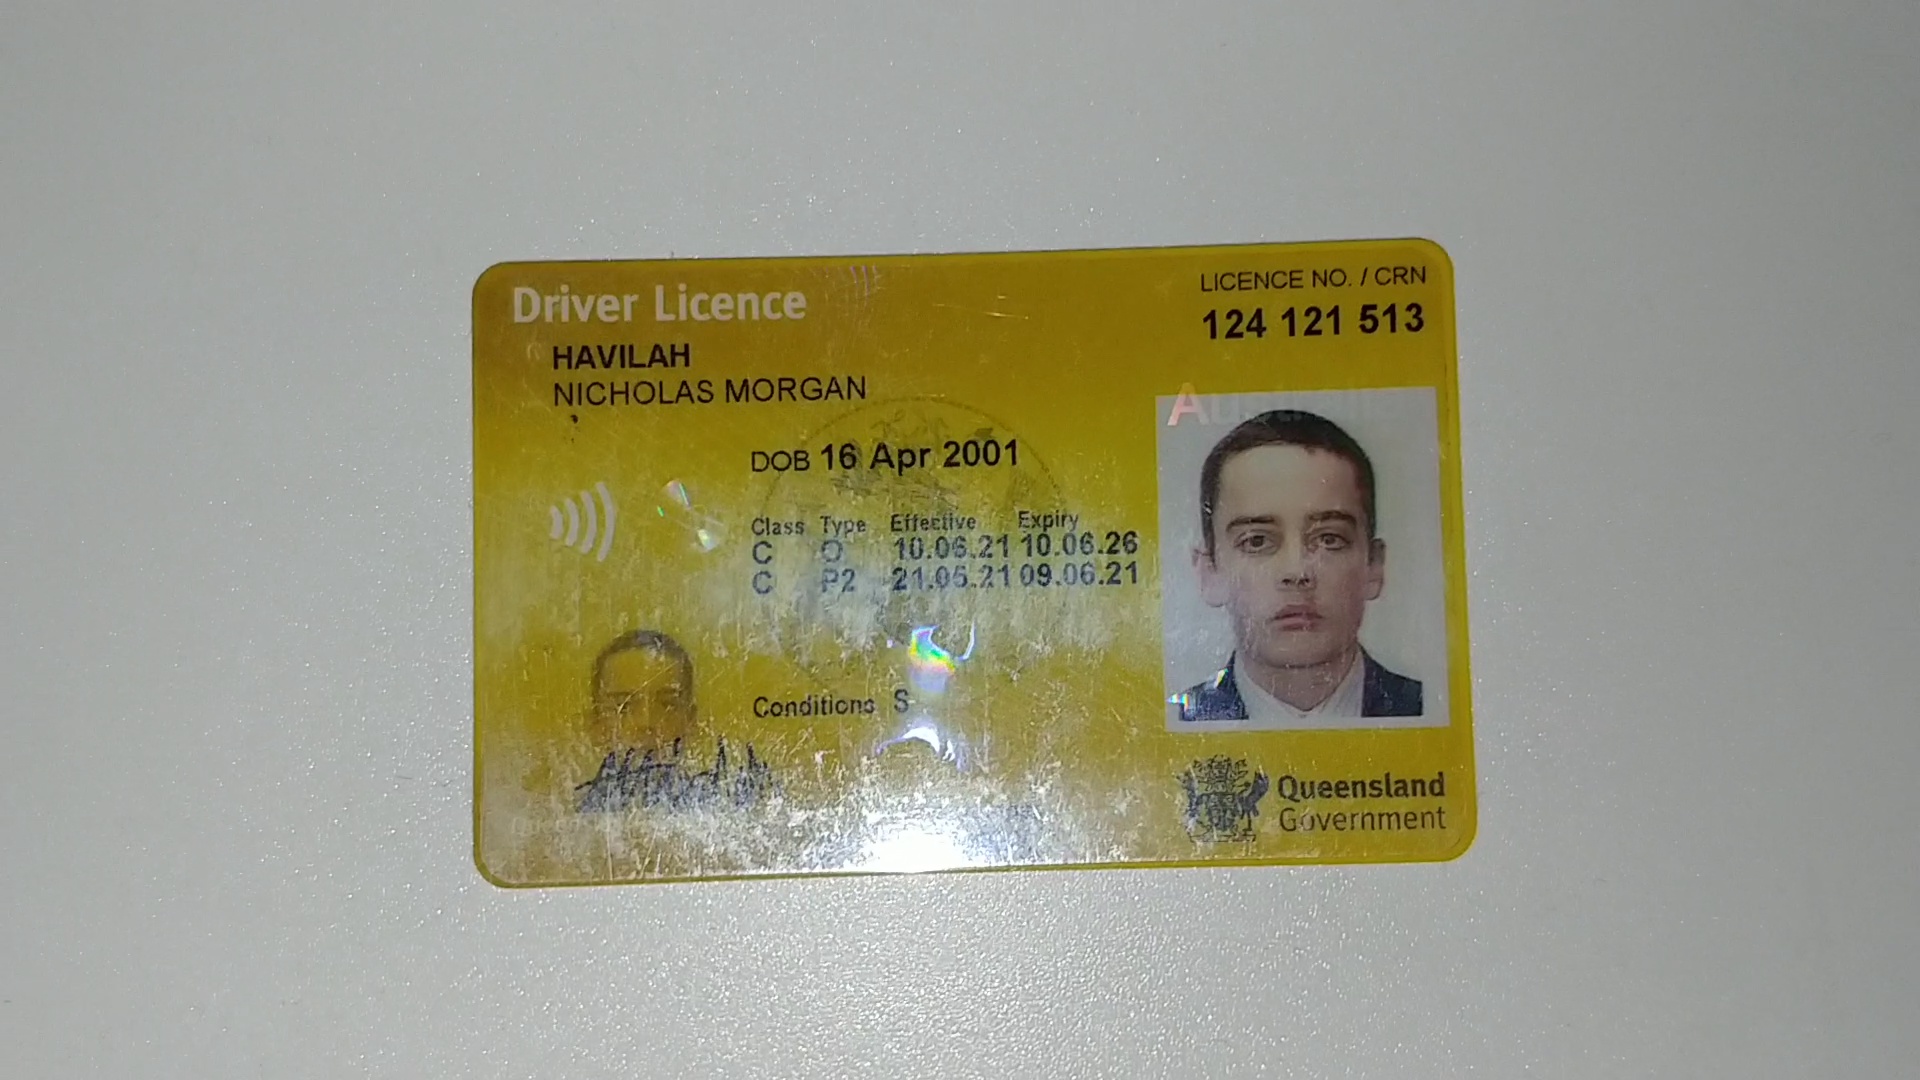 Driver Licence
LICENCE NO. / CRN
124 121 513
HAVILAH
NICHOLAS MORGAN
Australia
DOB 16 Apr 2001
Class Type Effective Expiry
C O 10.06.21 10.06.26
C P2 21.05.21 09.06.21
Conditions S
Queensland
Government